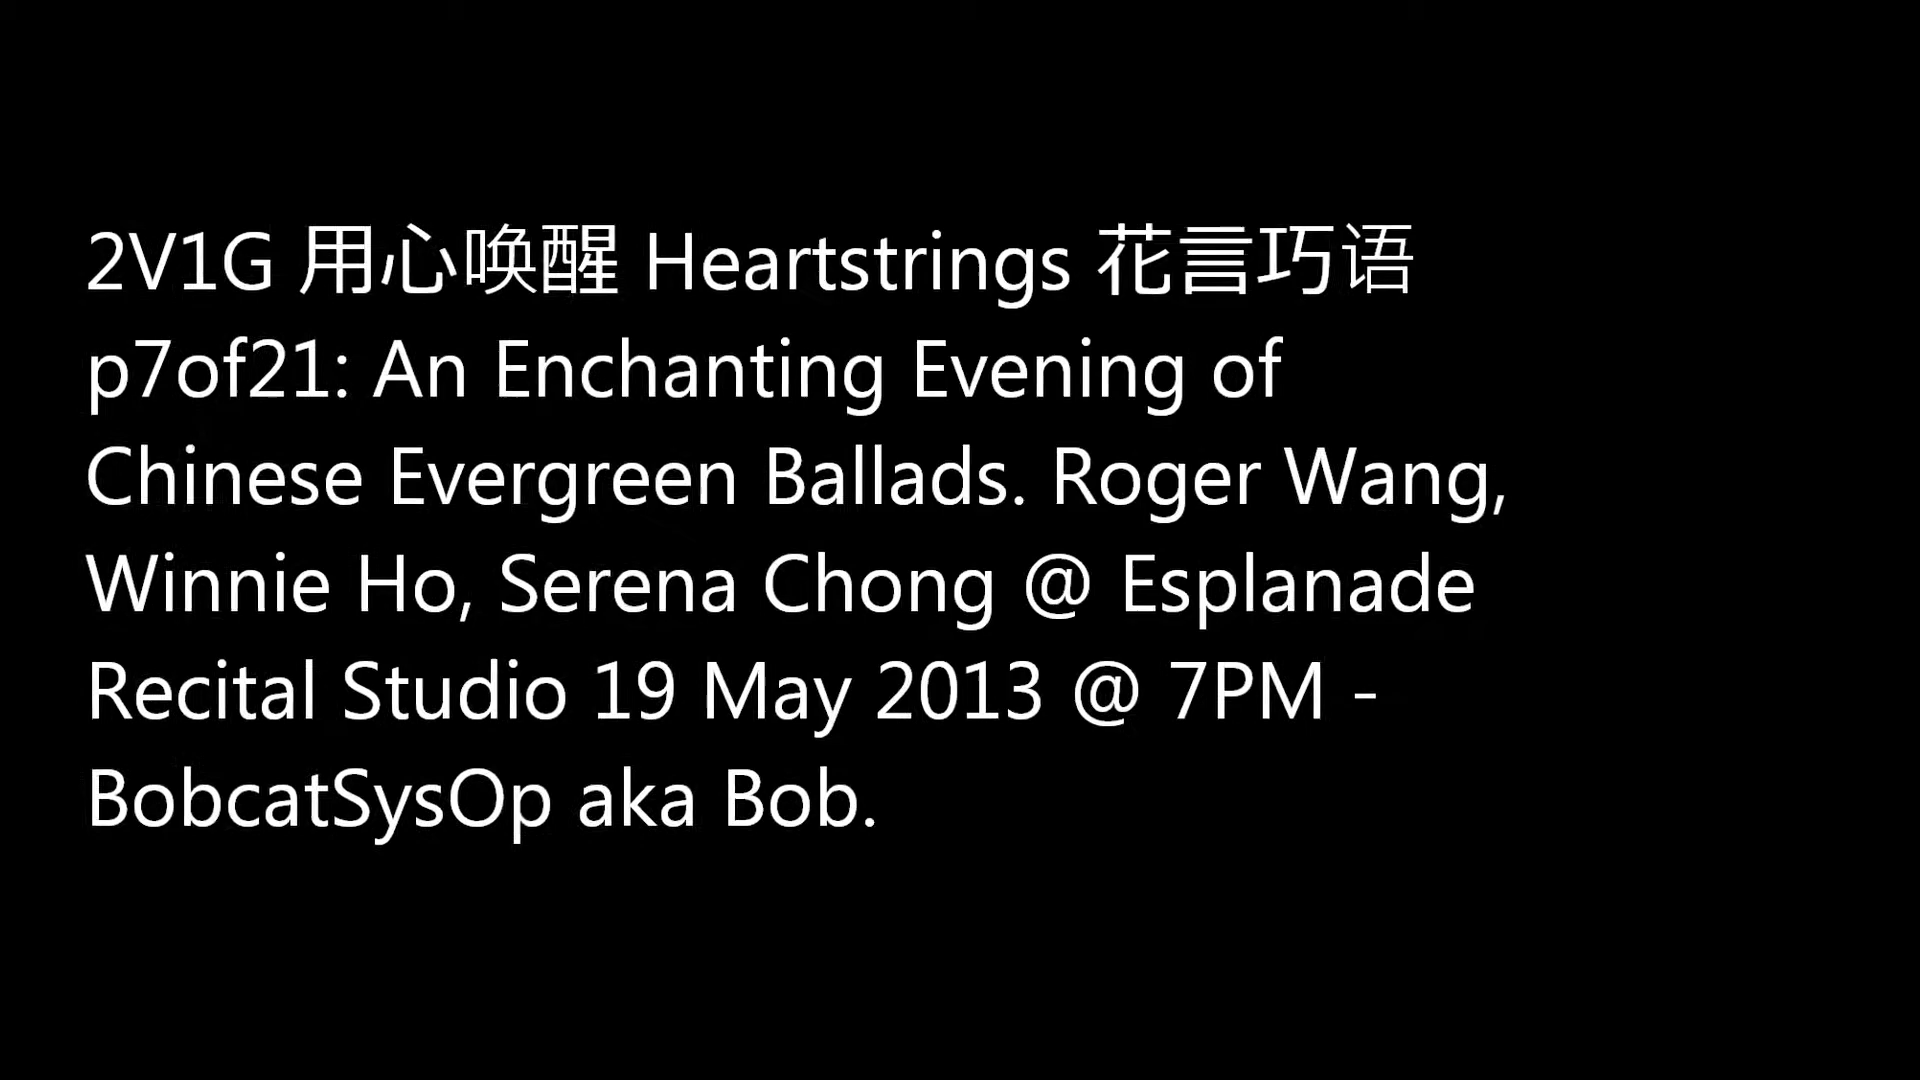 2V1G 用心唤醒 Heartstrings 花言巧语
p7of21: An Enchanting Evening of
Chinese Evergreen Ballads. Roger Wang,
Winnie Ho, Serena Chong @ Esplanade
Recital Studio 19 May 2013 @ 7PM -
BobcatSysOp aka Bob.